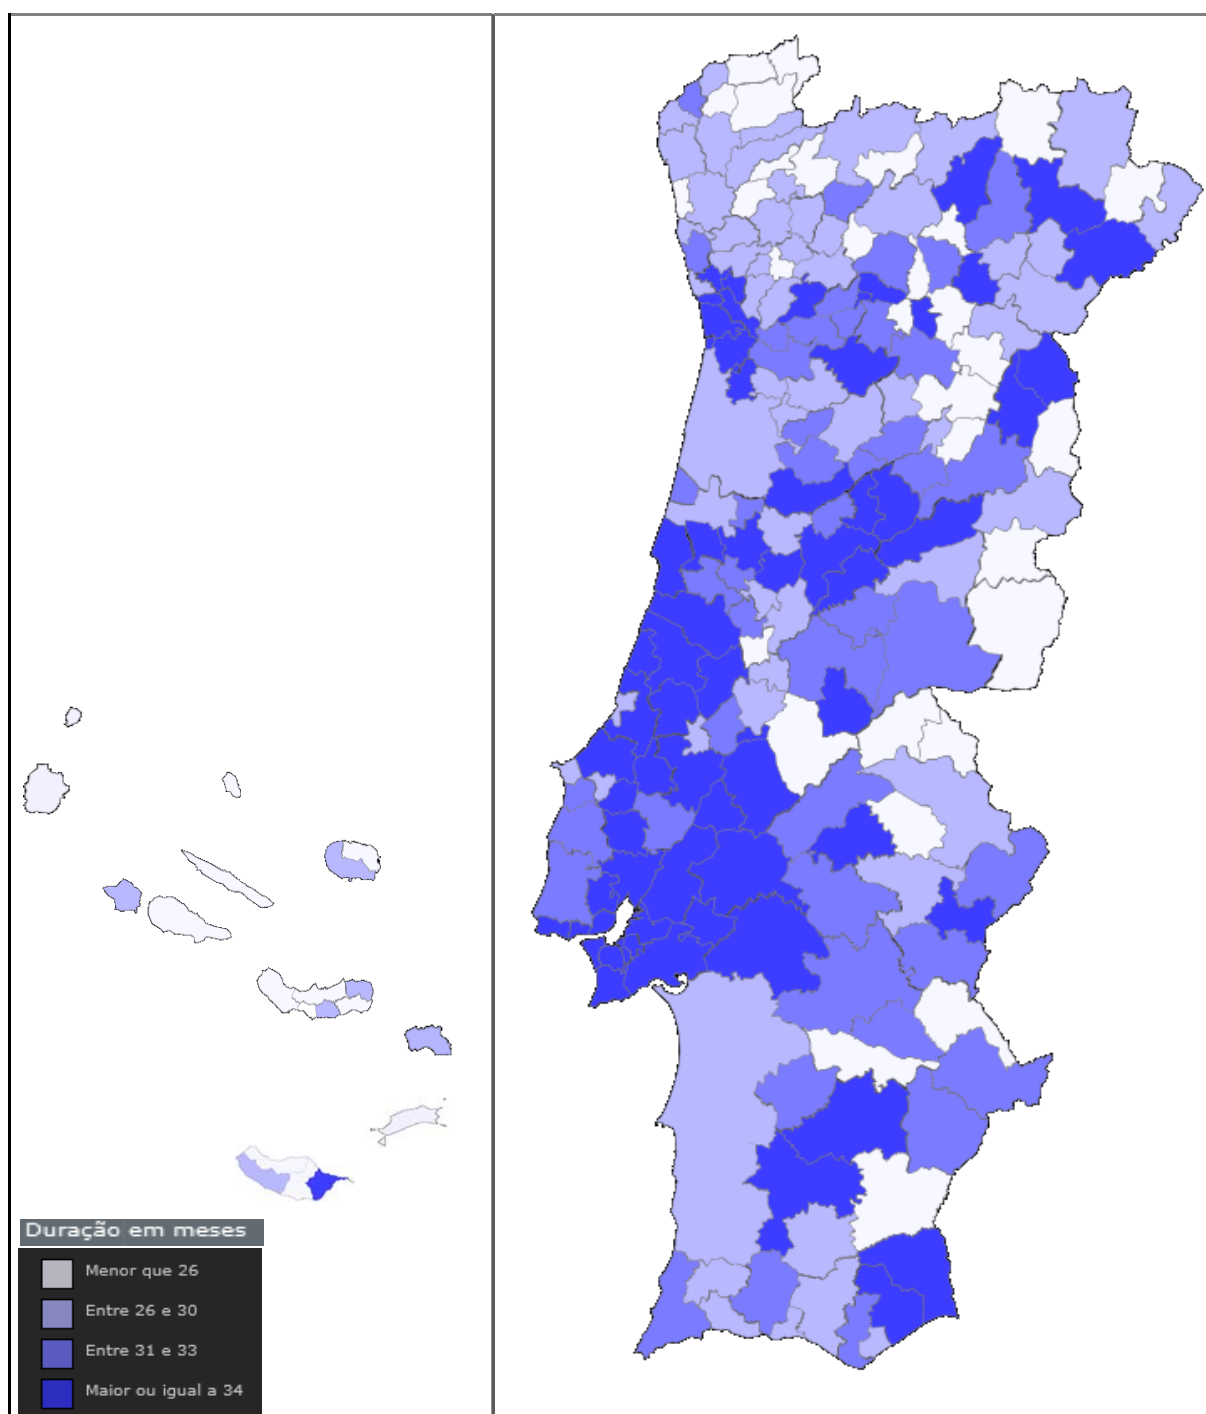 Duração em meses
Menor que 26
Entre 26 e 30
Entre 31 e 33
Maior ou igual a 34